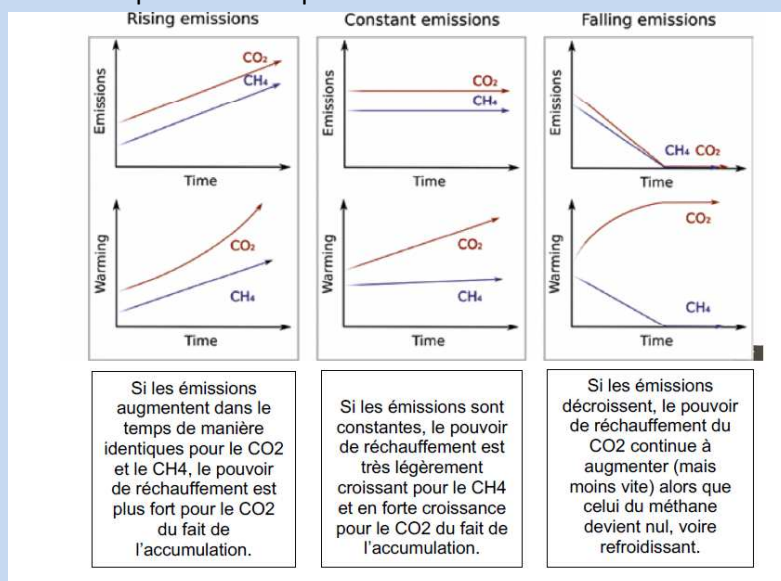 Rising emissions
Constant emissions
Falling emissions
Emissions
CO₂
CH₄
Time
Emissions
CO₂
CH₄
Time
Emissions
CH₄ CO₂
Time
Warming
CO₂
CH₄
Time
Warming
CO₂
CH₄
Time
Warming
CO₂
CH₄
Time
Si les émissions
augmentent dans le
temps de manière
identiques pour le CO2
et le CH4, le pouvoir
de réchauffement est
plus fort pour le CO2
du fait de
l'accumulation.
Si les émissions sont
constantes, le pouvoir
de réchauffement est
très légèrement
croissant pour le CH4
et en forte croissance
pour le CO2 du fait de
l'accumulation.
Si les émissions
décroissent, le pouvoir
de réchauffement du
CO2 continue à
augmenter (mais
moins vite) alors que
celui du méthane
devient nul, voire
refroidissant.